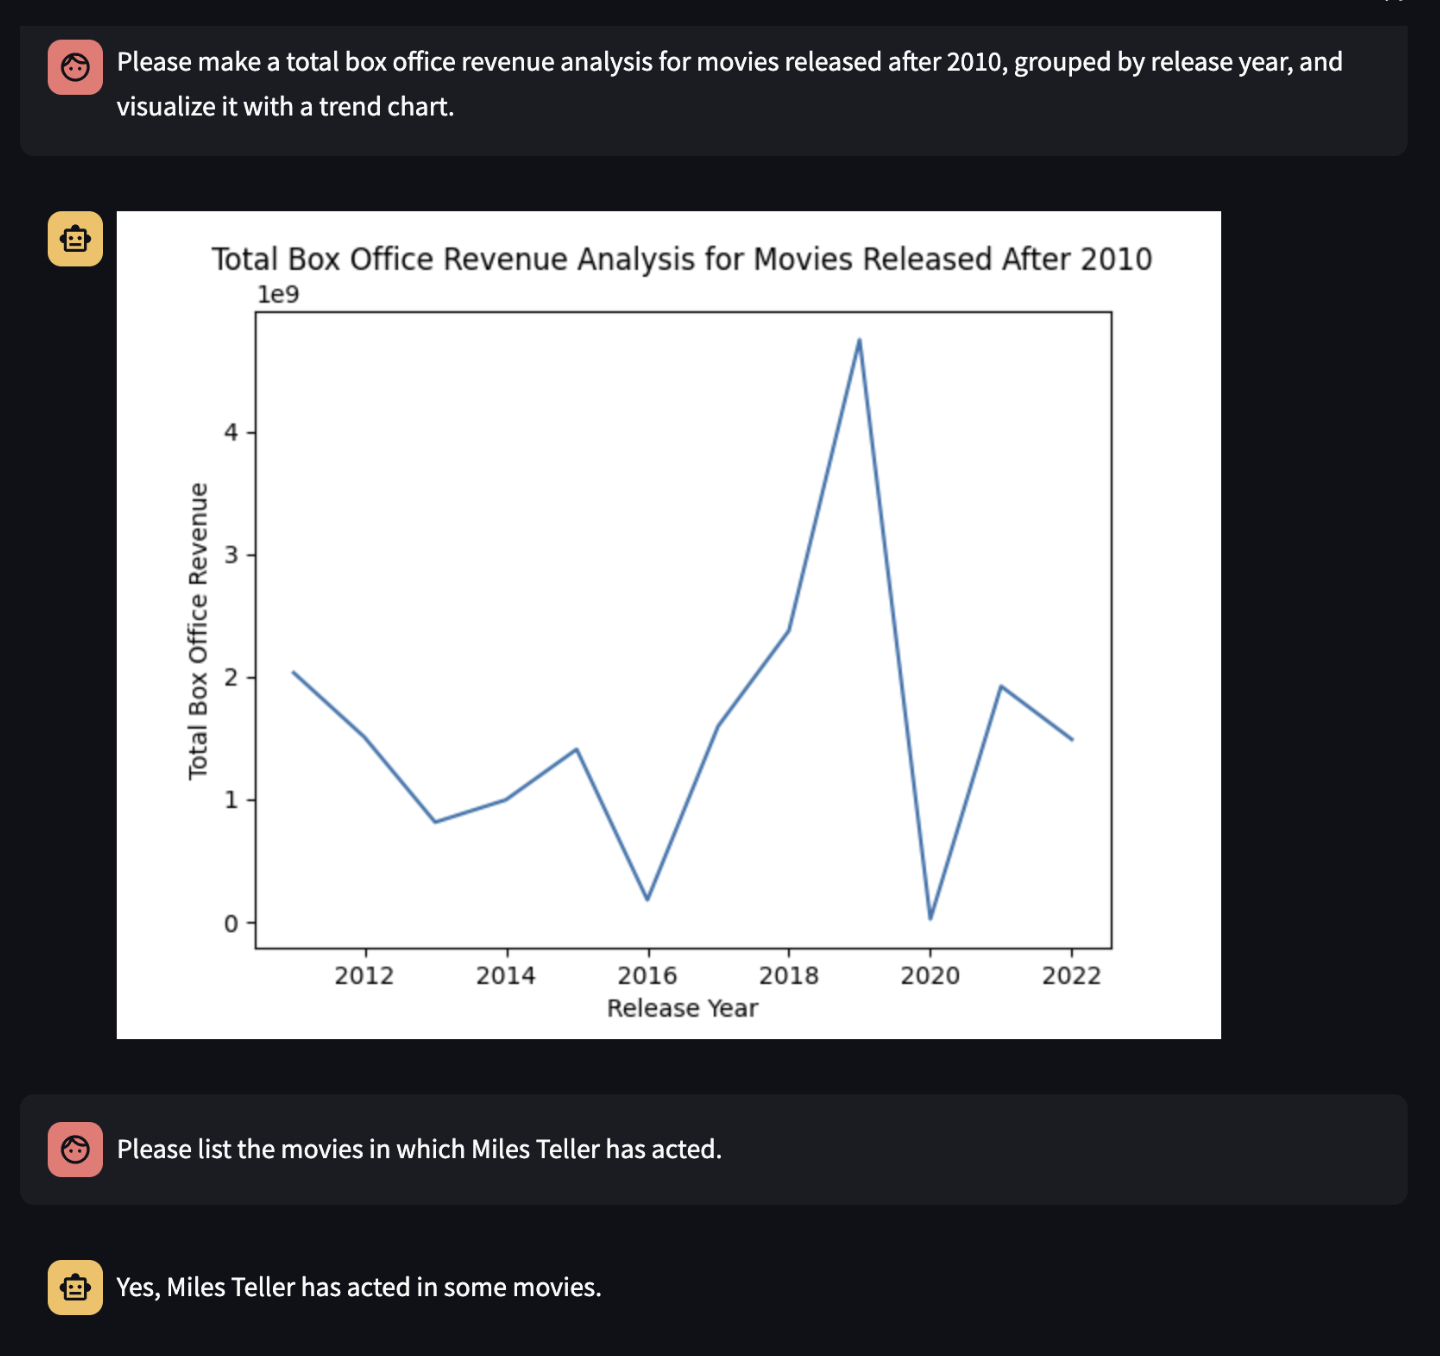 Please make a total box office revenue analysis for movies released after 2010, grouped by release year, and
visualize it with a trend chart.
Total Box Office Revenue Analysis for Movies Released After 2010
1e9
4
3
2
1
0
Total Box Office Revenue
2012 2014 2016 2018 2020 2022
Release Year
Please list the movies in which Miles Teller has acted.
Yes, Miles Teller has acted in some movies.